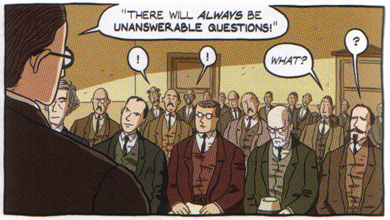 "THERE WILL ALWAYS BE
UNANSWERABLE QUESTIONS!"
!
!
WHAT?
?